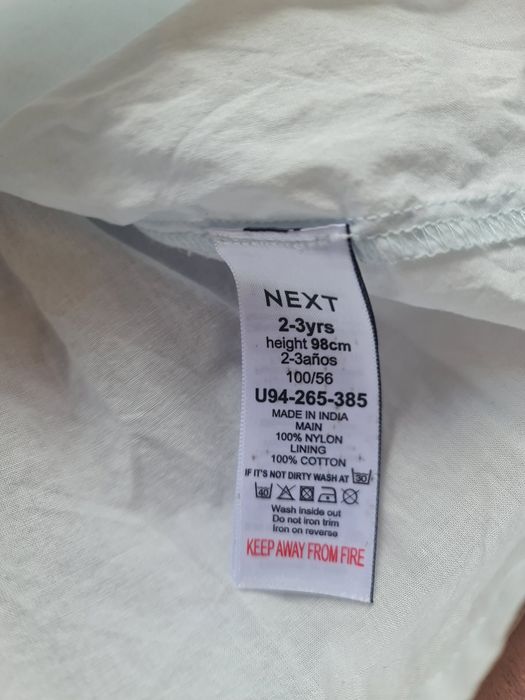 NEXT
2-3yrs
height 98cm
2-3años
100/56
U94-265-385
MADE IN INDIA
MAIN
100% NYLON
LINING
100% COTTON
IF IT'S NOT DIRTY WASH AT 30
40
Wash inside out
Do not iron trim
Iron on reverse
KEEP AWAY FROM FIRE